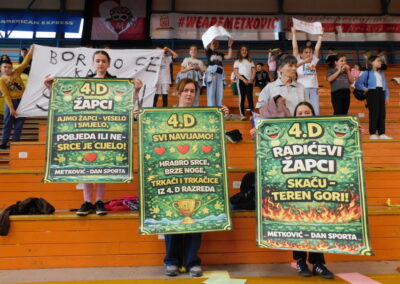 AMERICAN EXPRESS
#WEAREMETKOVIC
4.D
ŽAPCI
AJMO ŽAPCI - VESELO
I SMJELO,
POBJEDA ILI NE-
SRCE JE CIJELO!
METKOVIĆ - DAN SPORTA
4.D
SVI NAVIJAMO!
HRABRO SRCE,
BRZE NOGE,
TRKAČI I TRKAČICE
IZ 4. D RAZREDA
METKOVIĆ - DAN SPORTA
4.D
RADIĆEVI
ŽAPCI
SKAČU -
TEREN GORI!
METKOVIĆ - DAN SPORTA